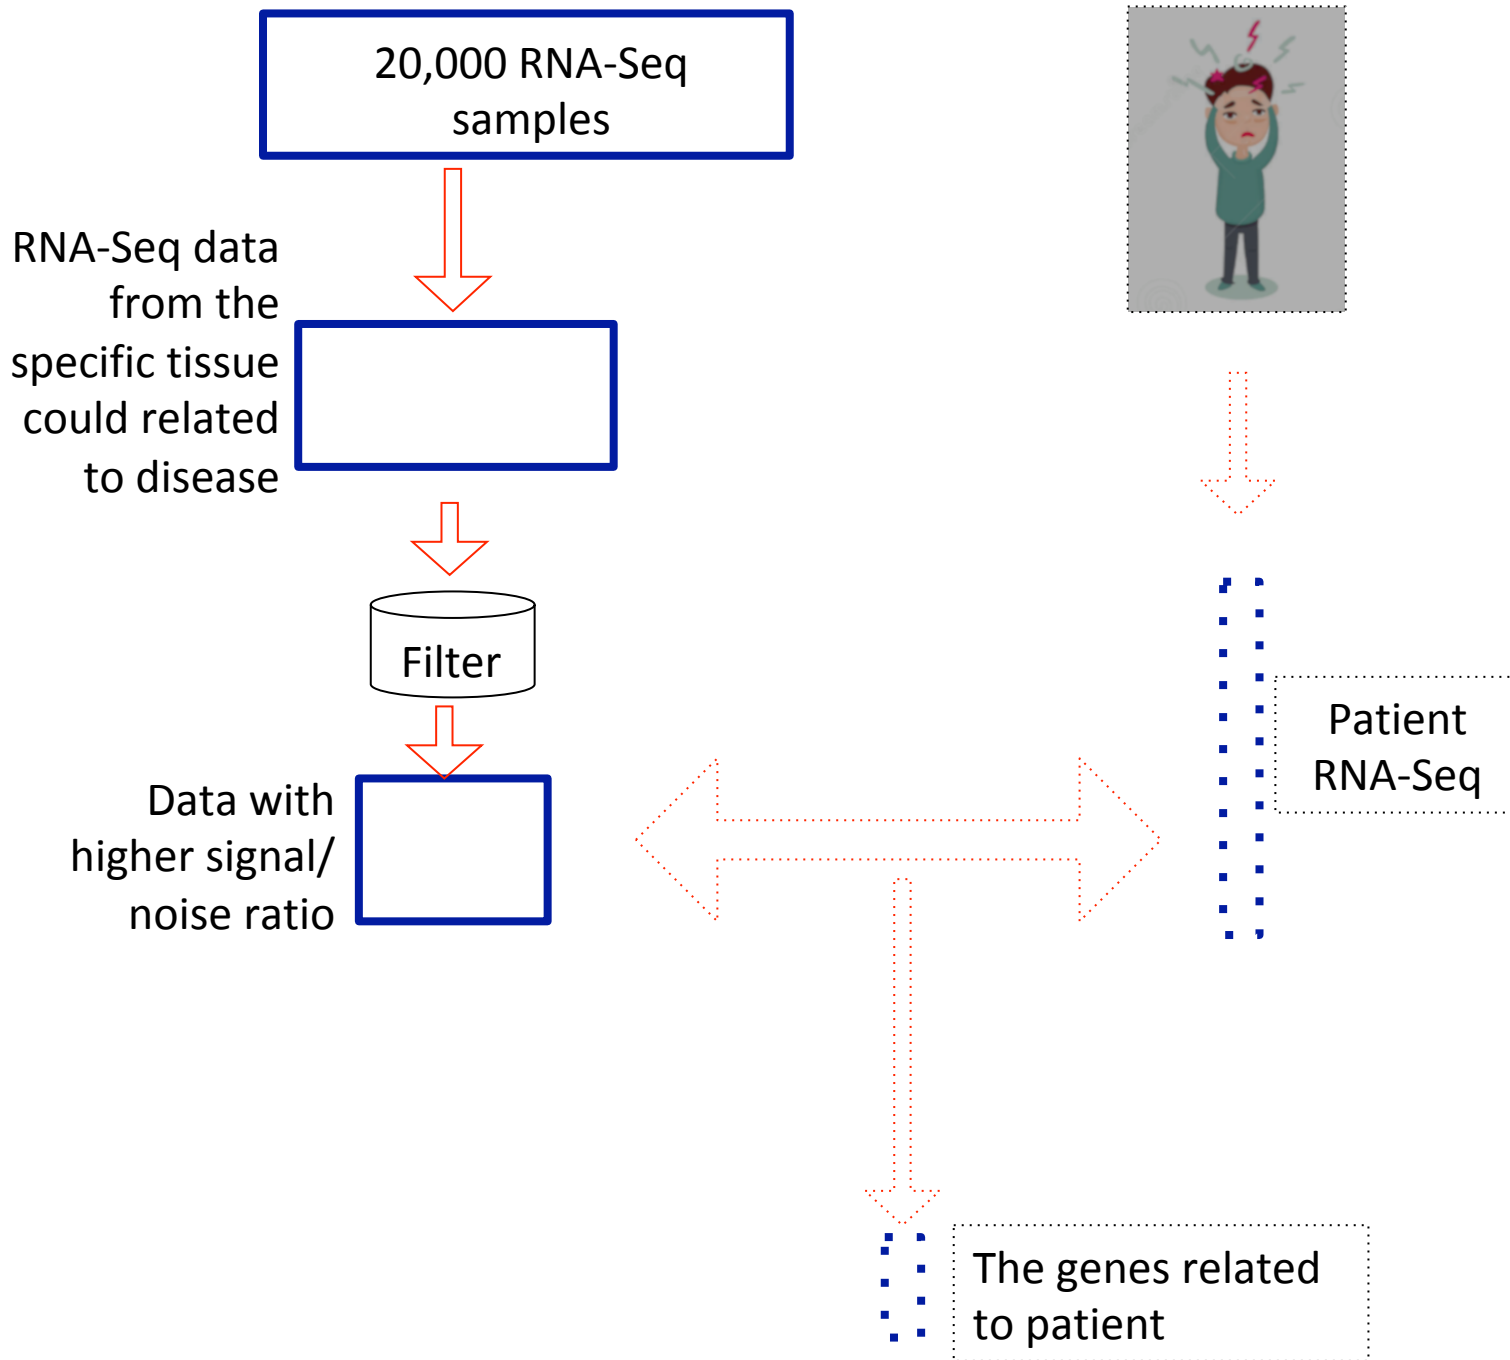 20,000 RNA-Seq
samples
RNA-Seq data
from the
specific tissue
could related
to disease
Filter
Data with
higher signal/
noise ratio
Patient
RNA-Seq
The genes related
to patient